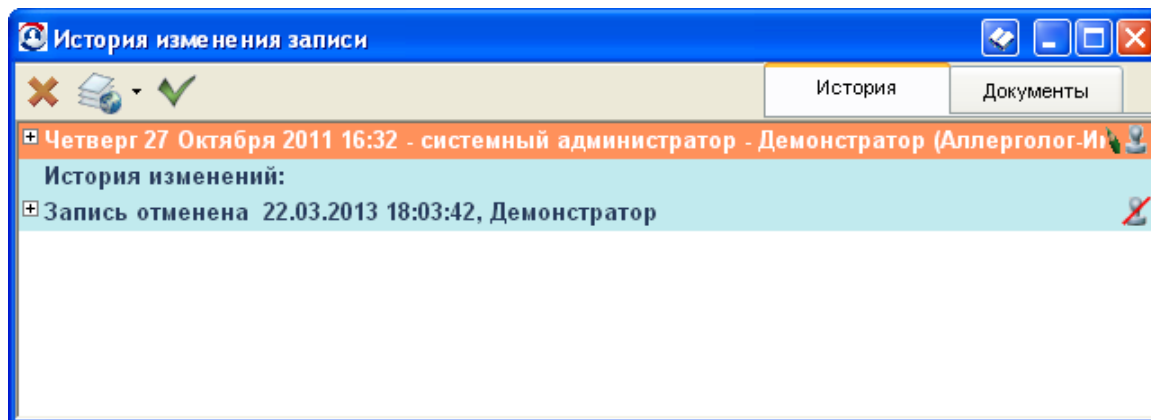 История изменения записи
История
Документы
Четверг 27 Октября 2011 16:32 - системный администратор - Демонстратор (Аллерголог-И
История изменений:
Запись отменена 22.03.2013 18:03:42, Демонстратор